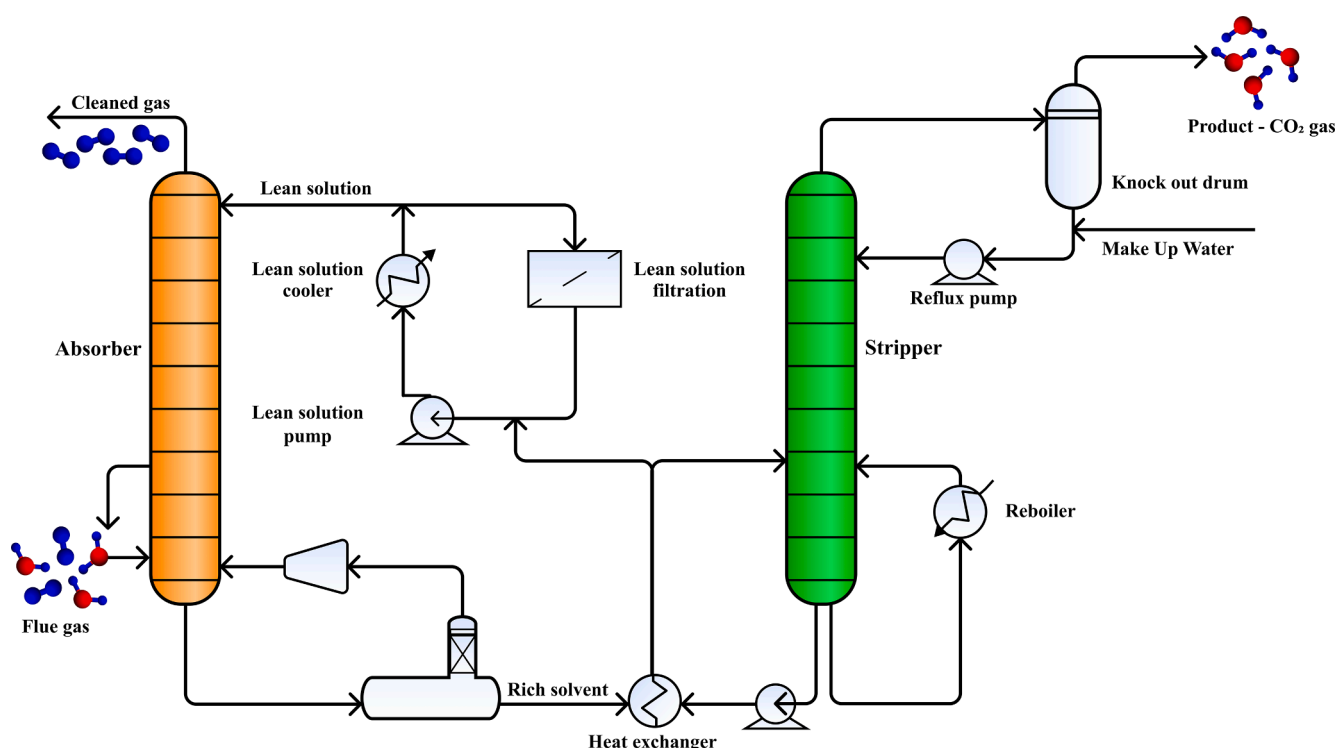 Cleaned gas
Product - CO₂ gas
Lean solution
Knock out drum
Make Up Water
Lean solution
cooler
Lean solution
filtration
Reflux pump
Absorber
Stripper
Lean solution
pump
Reboiler
Flue gas
Rich solvent
Heat exchanger